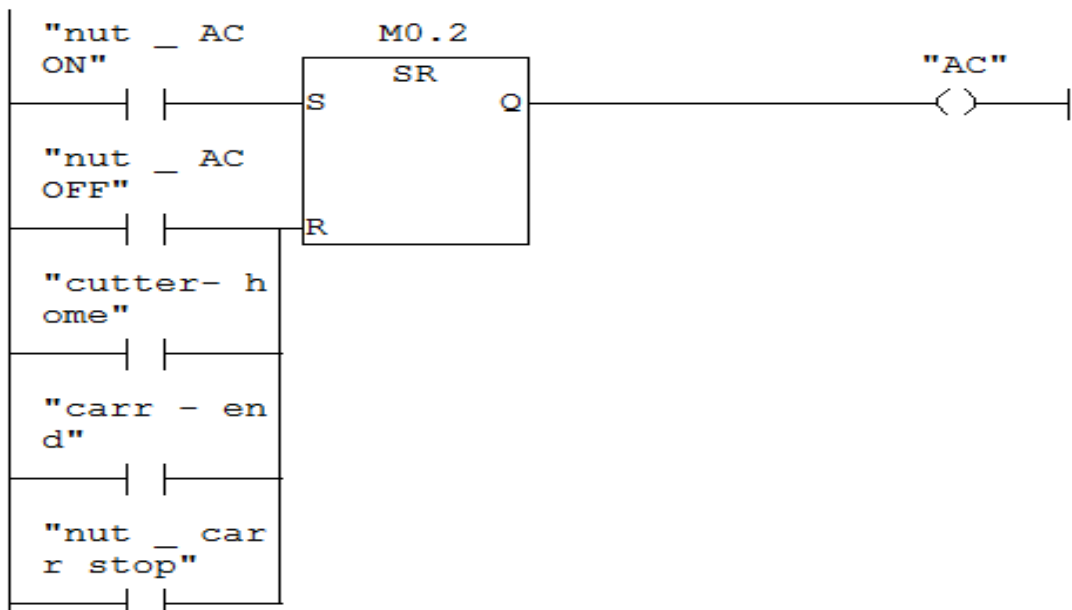 "nut _ AC
ON"
M0.2
SR
"AC"
S
Q
"nut _ AC
OFF"
R
"cutter- h
ome"
"carr - en
d"
"nut _ car
r stop"